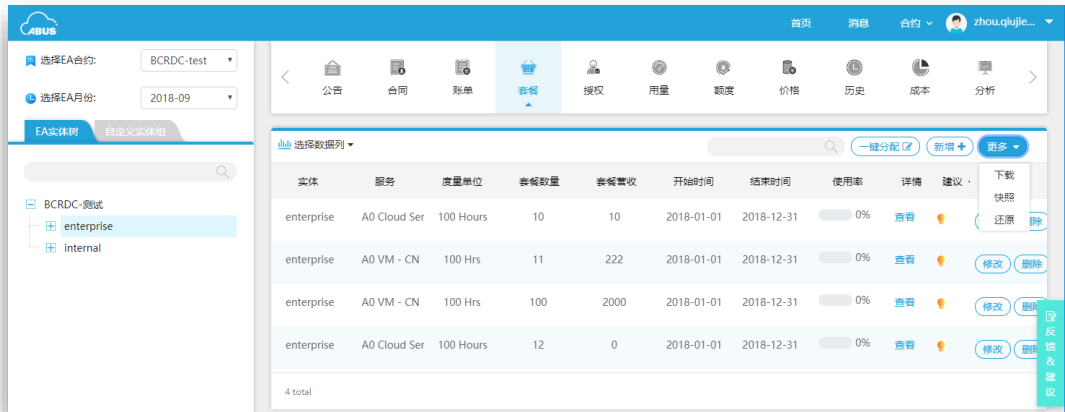 ABUS
首页 消息 合约 zhou.qiujie...
选择EA合约: BCRDC-test
选择EA月份: 2018-09
EA实体树 自定义实体组
BCRDC-测试
enterprise
internal
公告 合同 账单 套餐 授权 用量 额度 价格 历史 成本 分析
选择数据列 一键分配 新增 更多
下载
快照
还原
实体 服务 度量单位 套餐数量 套餐营收 开始时间 结束时间 使用率 详情 建议
enterprise A0 Cloud Ser 100 Hours 10 10 2018-01-01 2018-12-31 0% 查看 除
enterprise A0 VM - CN 100 Hrs 11 222 2018-01-01 2018-12-31 0% 查看 修改 删除
enterprise A0 VM - CN 100 Hrs 100 2000 2018-01-01 2018-12-31 0% 查看 修改 删除
enterprise A0 Cloud Ser 100 Hours 12 0 2018-01-01 2018-12-31 0% 查看 修改 删除
4 total
反馈&建议